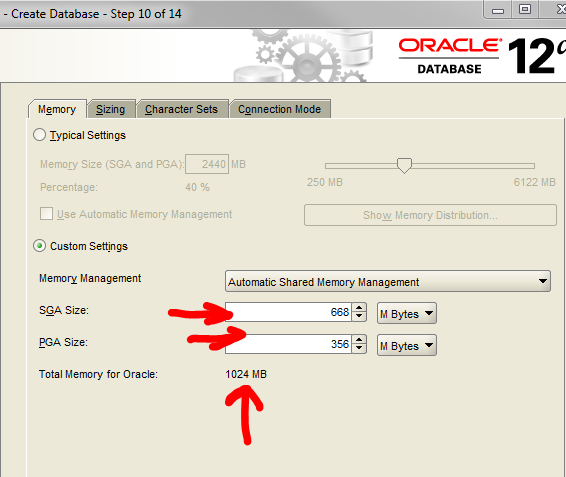 - Create Database - Step 10 of 14
ORACLE
DATABASE 12c
Memory Sizing Character Sets Connection Mode
Typical Settings
Memory Size (SGA and PGA): 2440 MB
250 MB 6122 MB
Percentage: 40 %
Use Automatic Memory Management Show Memory Distribution...
Custom Settings
Memory Management Automatic Shared Memory Management
SGA Size: 668 M Bytes
PGA Size: 356 M Bytes
Total Memory for Oracle: 1024 MB